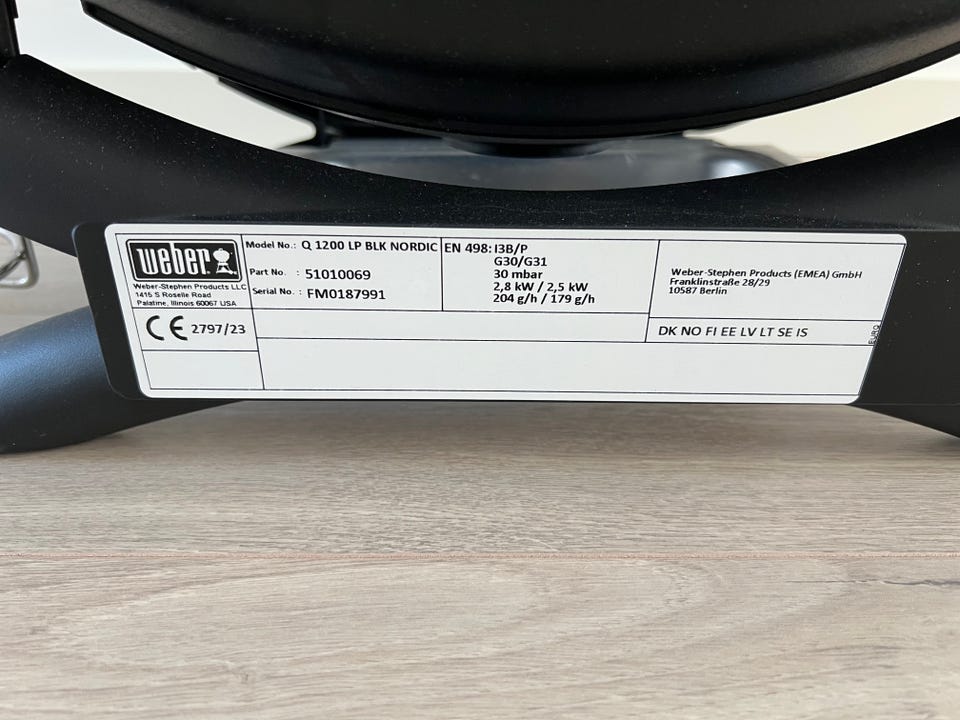 weber
Weber-Stephen Products LLC
1415 S Roselle Road
Palatine, Illinois 60067 USA
CE 2797/23
Model No.: Q 1200 LP BLK NORDIC
Part No. : 51010069
Serial No. : FM0187991
EN 498: I3B/P
G30/G31
30 mbar
2,8 kW / 2,5 kW
204 g/h / 179 g/h
Weber-Stephen Products (EMEA) GmbH
Franklinstraße 28/29
10587 Berlin
DK NO FI EE LV LT SE IS
EURO